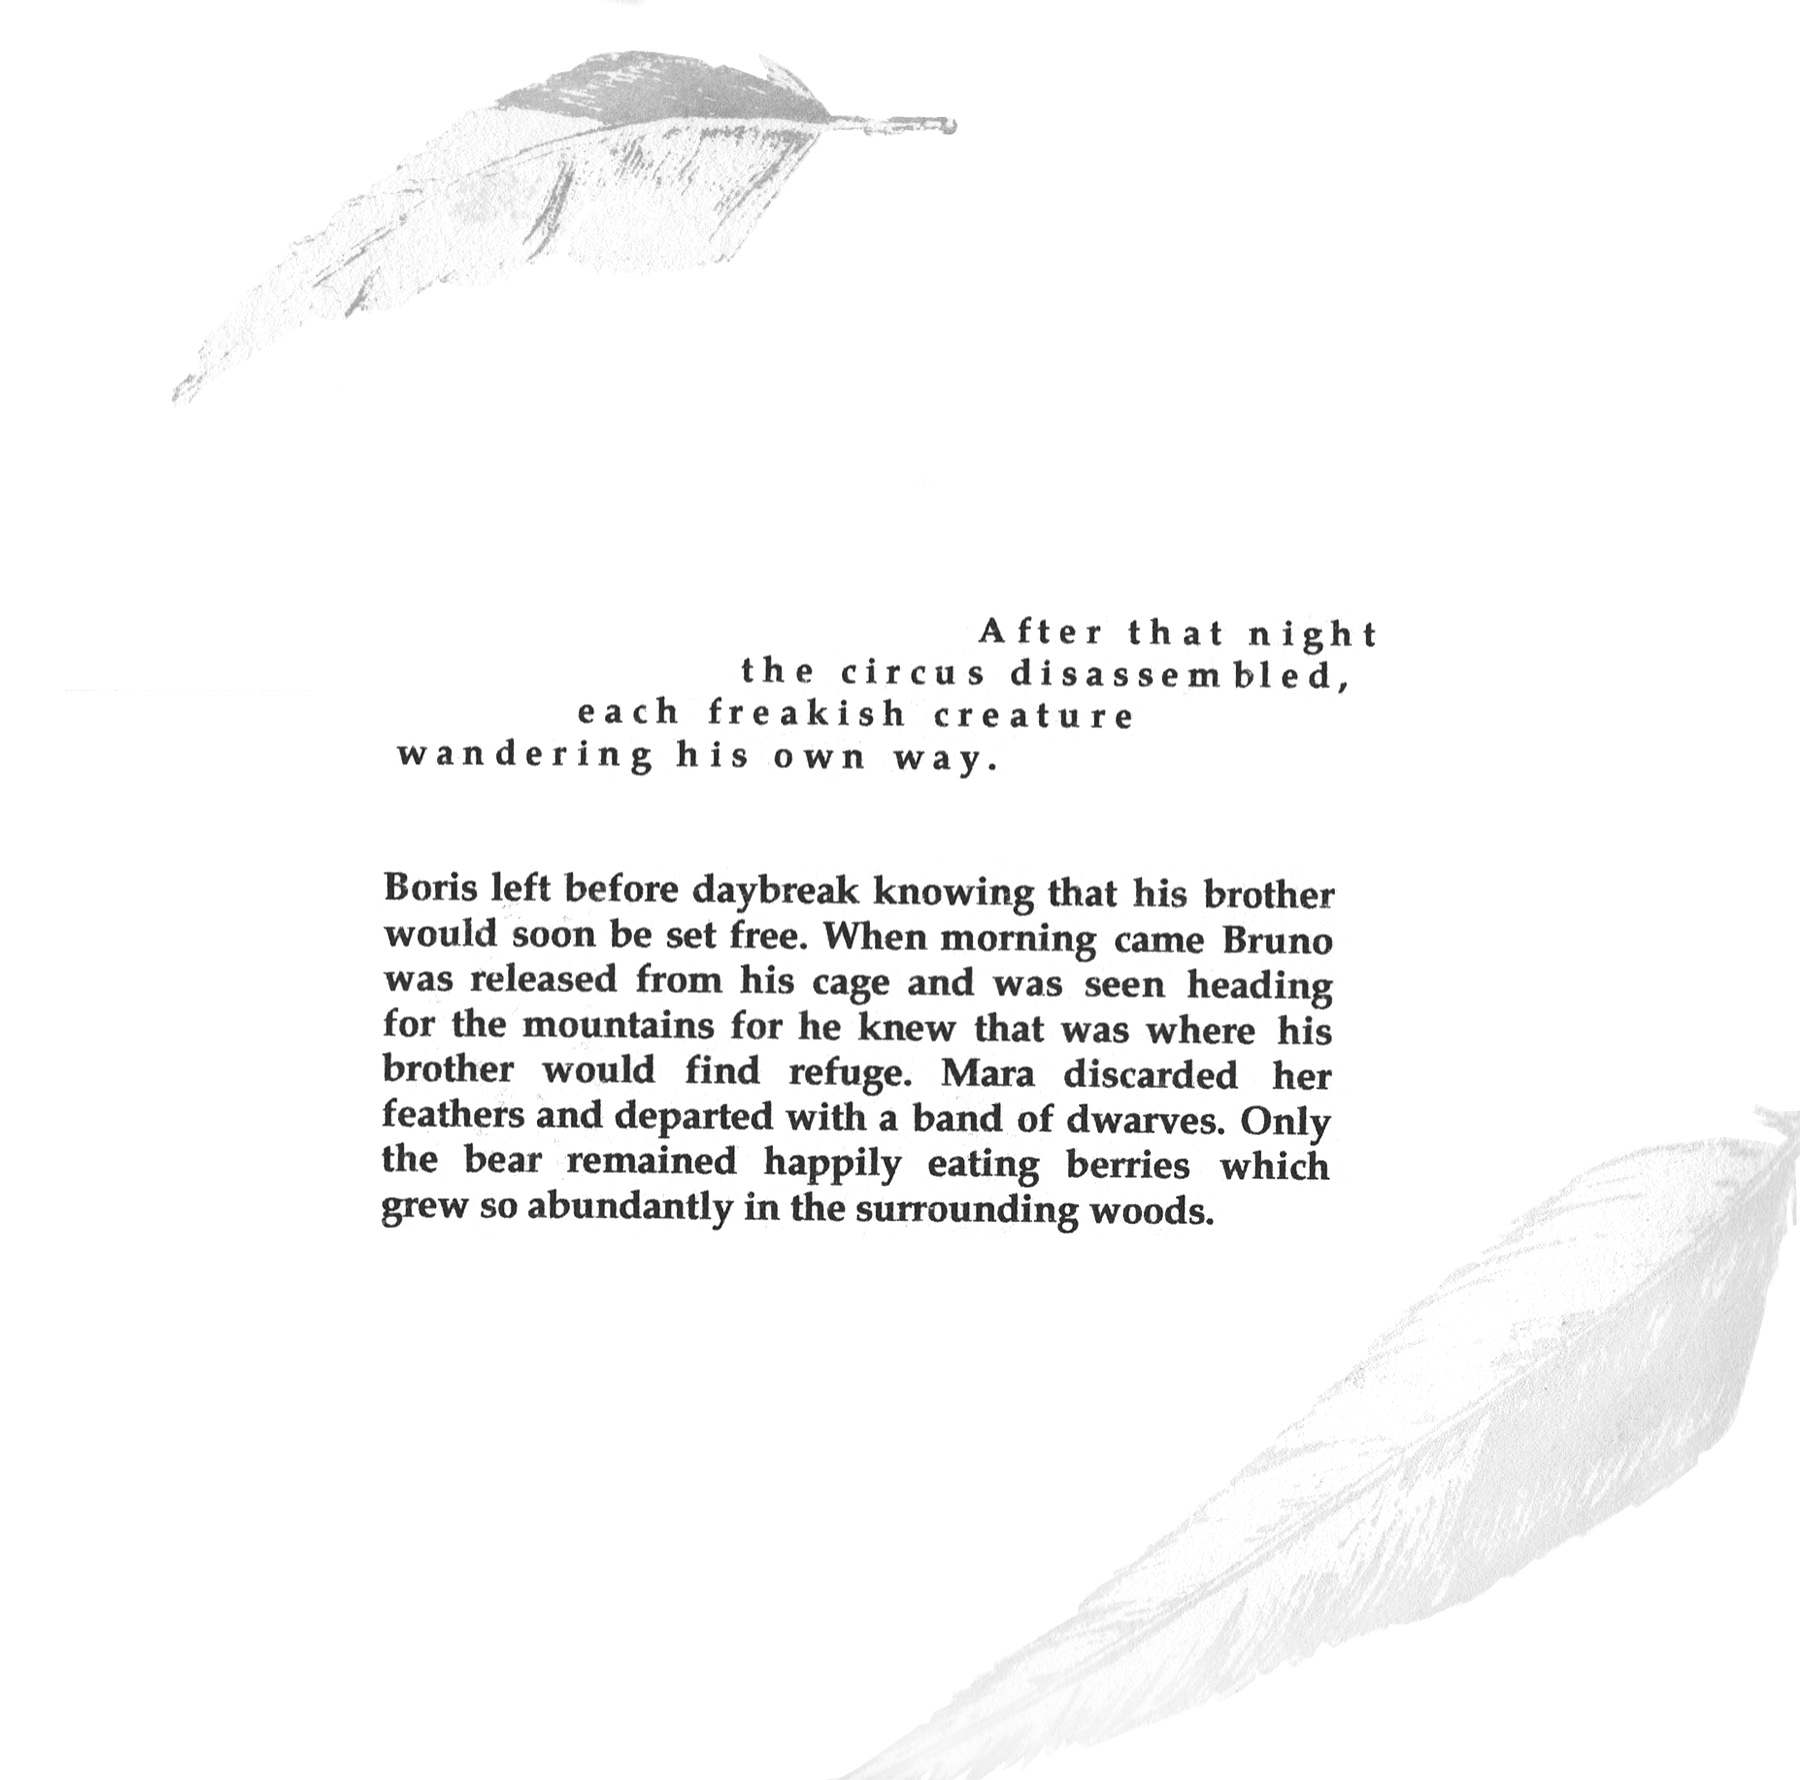 After that night
the circus disassembled,
each freakish creature
wandering his own way.
Boris left before daybreak knowing that his brother
would soon be set free. When morning came Bruno
was released from his cage and was seen heading
for the mountains for he knew that was where his
brother would find refuge. Mara discarded her
feathers and departed with a band of dwarves. Only
the bear remained happily eating berries which
grew so abundantly in the surrounding woods.